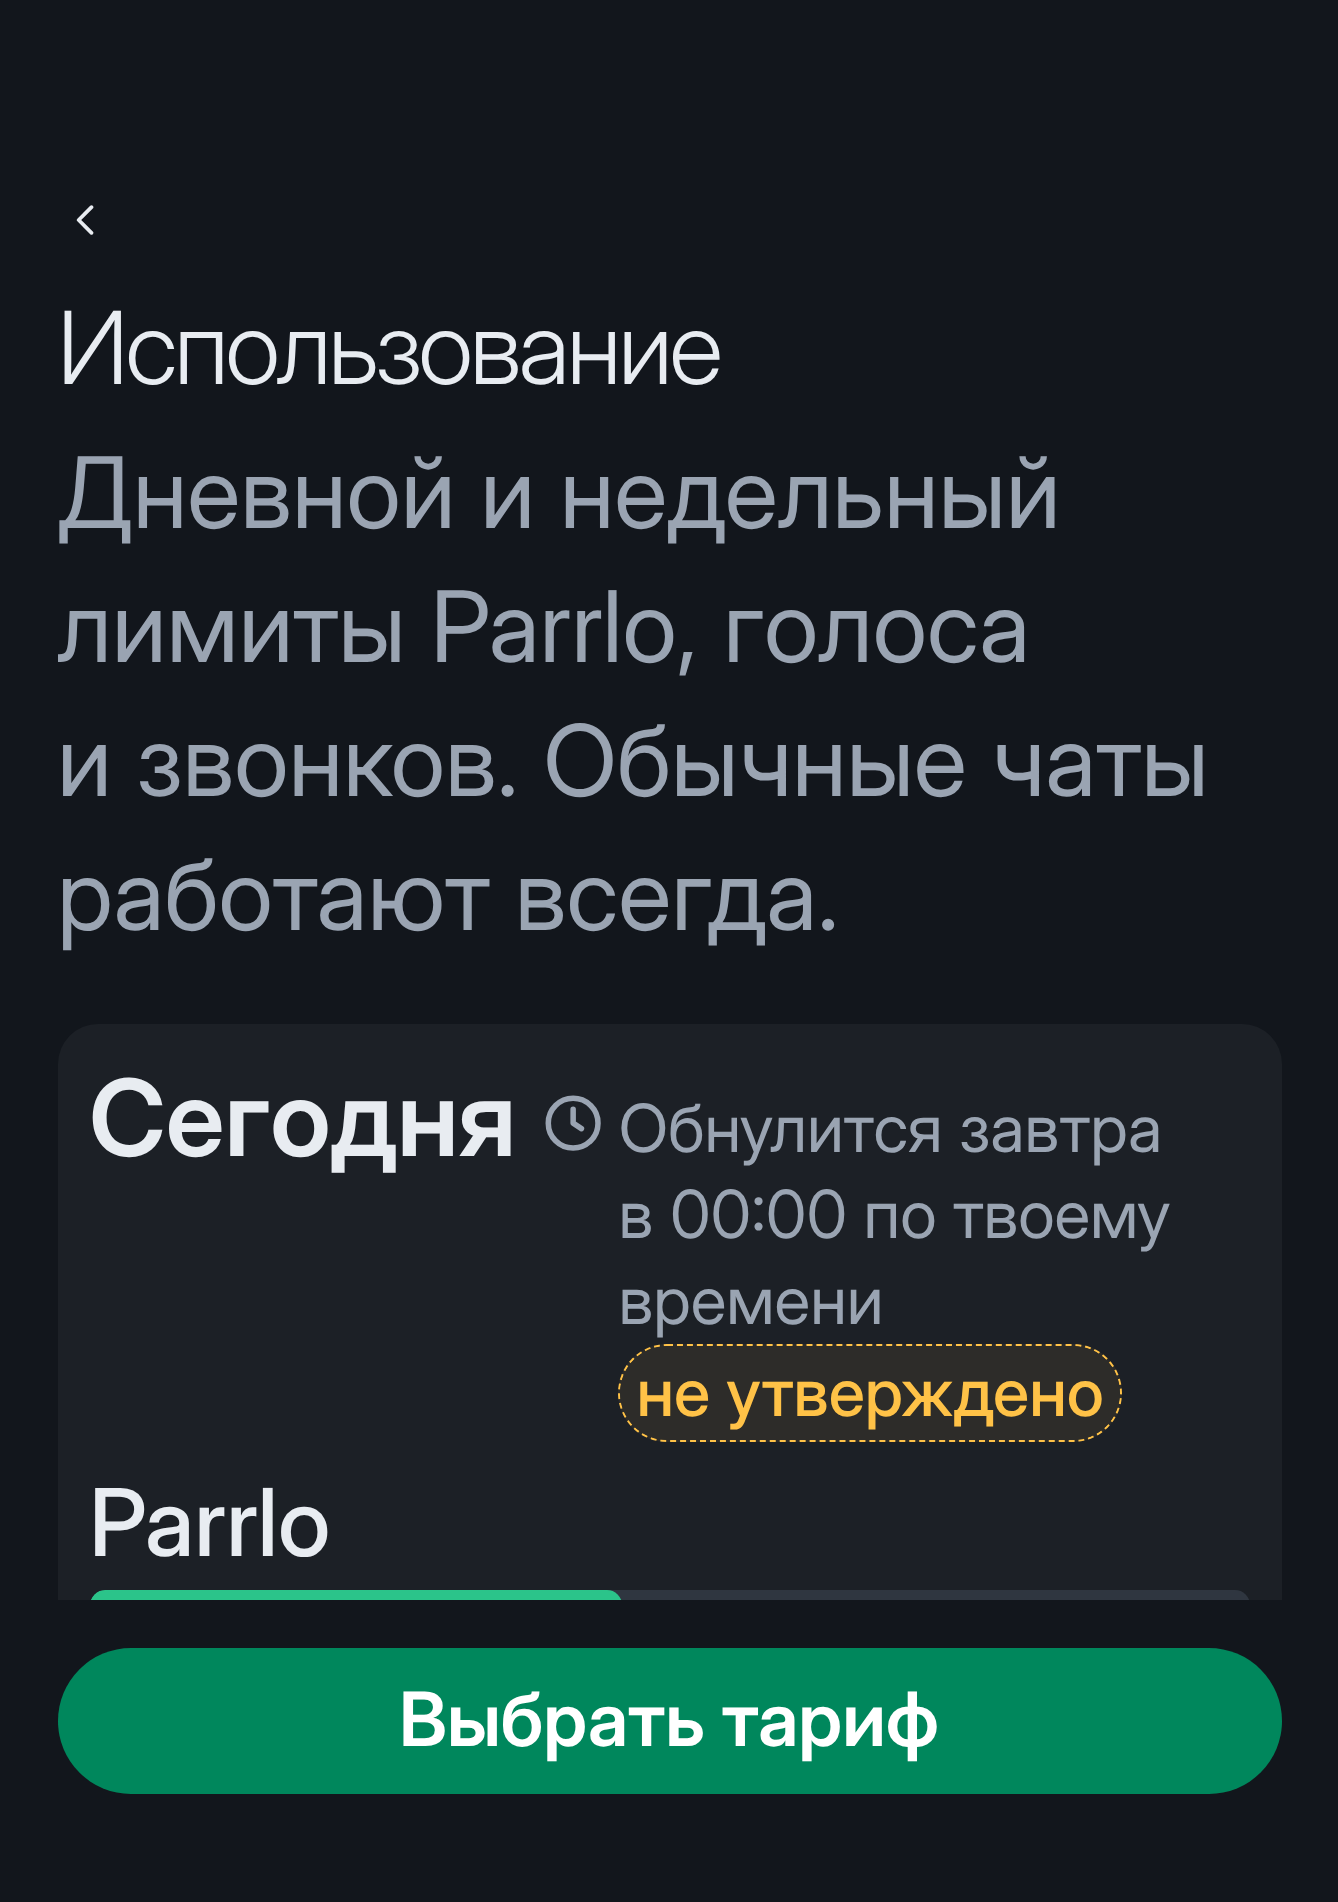 Использование
Дневной и недельный
лимиты Parrlo, голоса
и звонков. Обычные чаты
работают всегда.
Сегодня
Обнулится завтра
в 00:00 по твоему
времени
не утверждено
Parrlo
Выбрать тариф